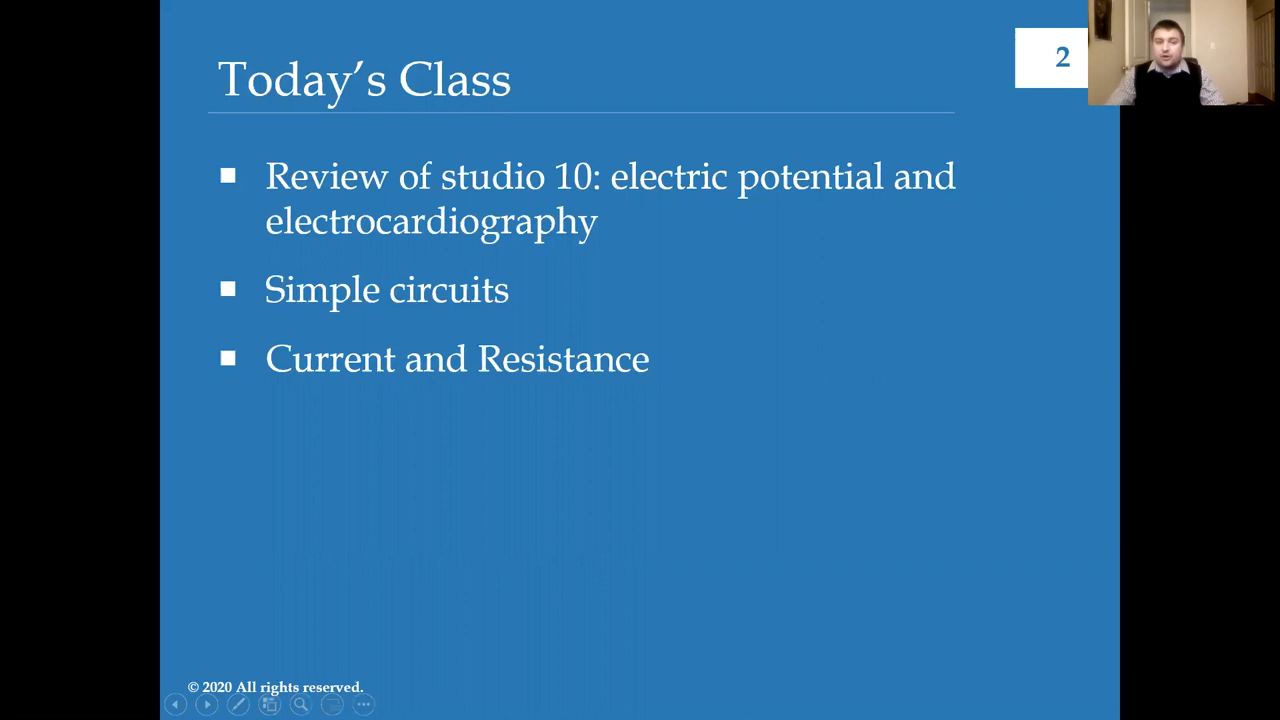 Today’s Class
2
■ Review of studio 10: electric potential and
electrocardiography
■ Simple circuits
■ Current and Resistance
© 2020 All rights reserved.